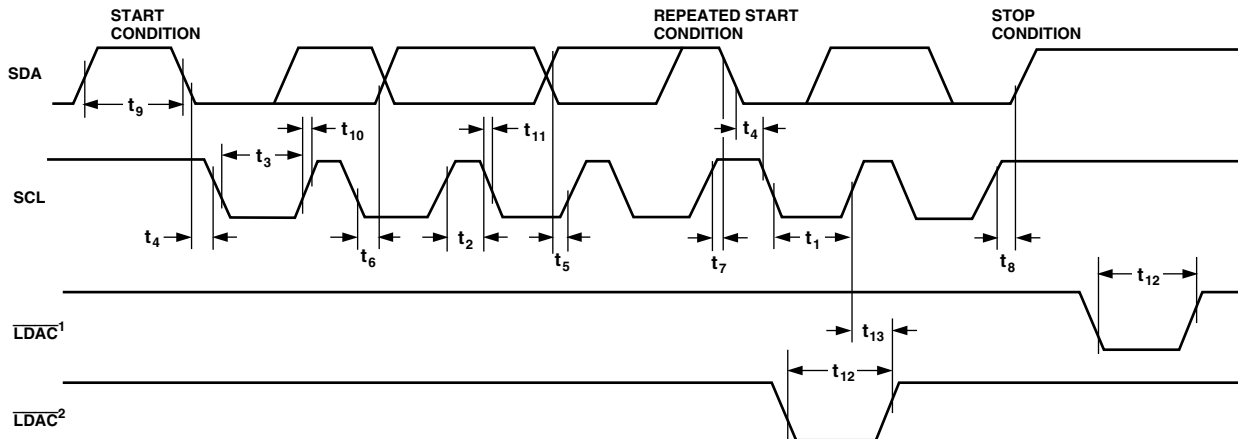 START
CONDITION
REPEATED START
CONDITION
STOP
CONDITION
SDA
t9
t4
t10
t11
t3
SCL
t4
t6
t2
t5
t7
t1
t8
t12
LDAC1
t13
t12
LDAC2